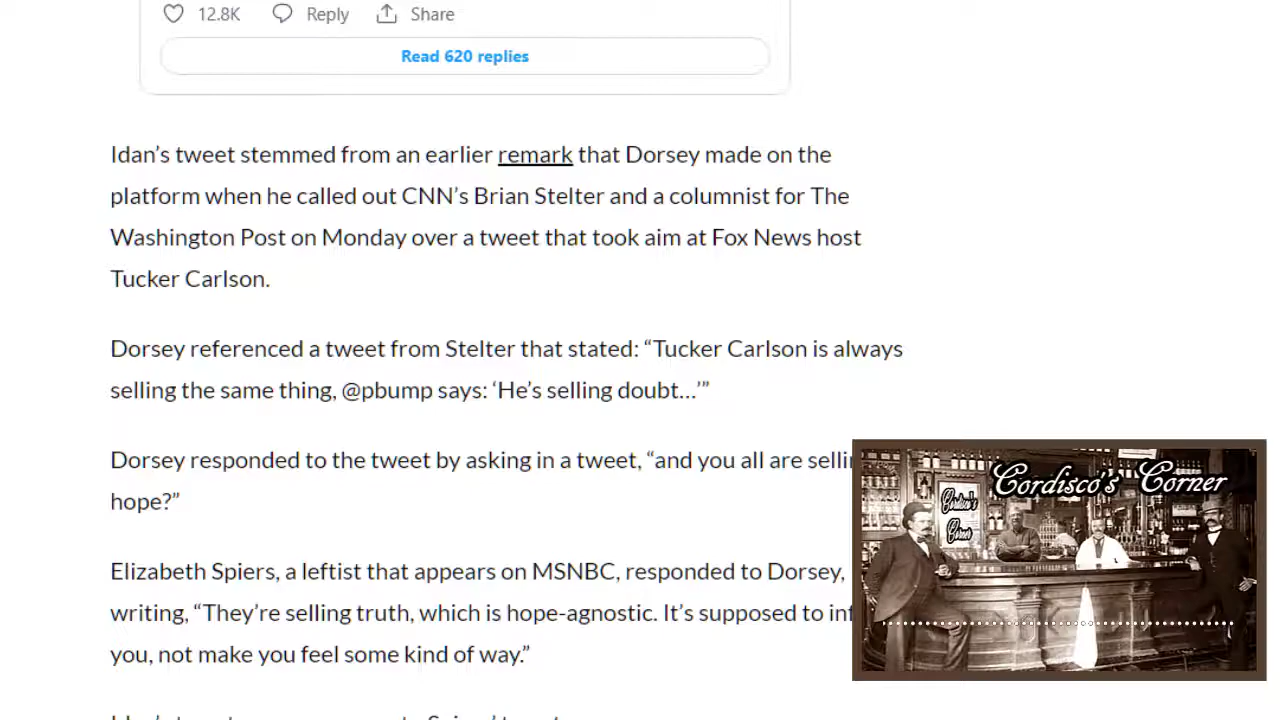 12.8K Reply Share
Read 620 replies
Idan’s tweet stemmed from an earlier remark that Dorsey made on the
platform when he called out CNN’s Brian Stelter and a columnist for The
Washington Post on Monday over a tweet that took aim at Fox News host
Tucker Carlson.
Dorsey referenced a tweet from Stelter that stated: “Tucker Carlson is always
selling the same thing, @pbump says: ‘He’s selling doubt...’”
Dorsey responded to the tweet by asking in a tweet, “and you all are sellin
hope?”
Elizabeth Spiers, a leftist that appears on MSNBC, responded to Dorsey,
writing, “They’re selling truth, which is hope-agnostic. It’s supposed to inf
you, not make you feel some kind of way.”
Cordisco's Corner
Cordisco's
Corner